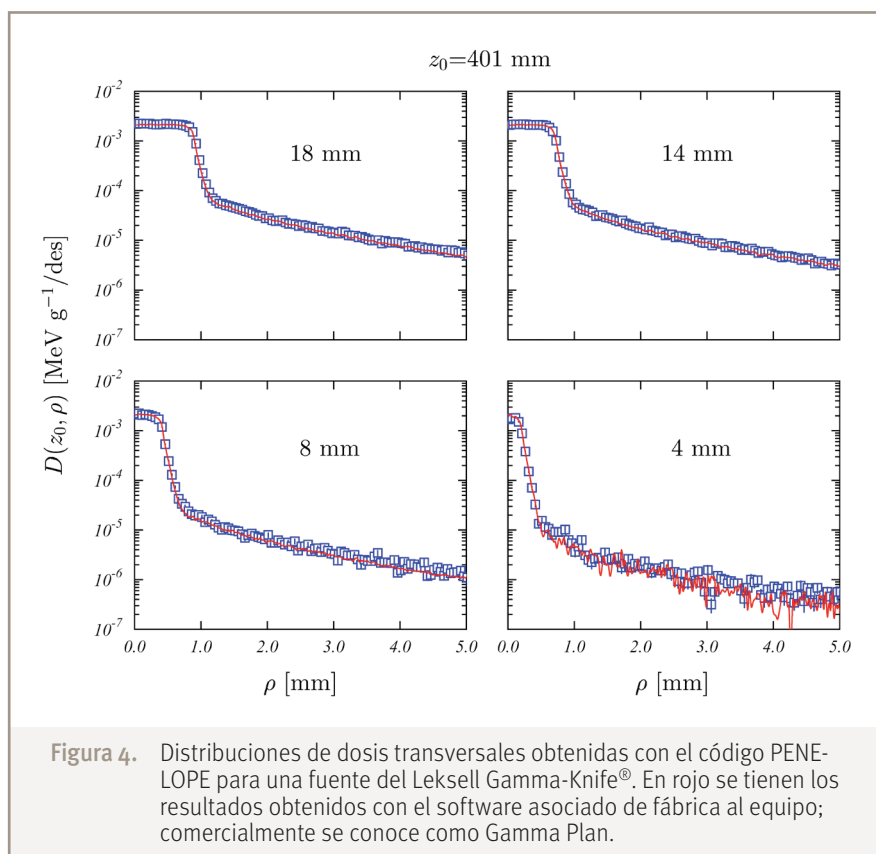 z₀=401 mm
10⁻²
10⁻³
10⁻⁴
10⁻⁵
10⁻⁶
10⁻⁷
18 mm
14 mm
10⁻²
10⁻³
10⁻⁴
10⁻⁵
10⁻⁶
10⁻⁷
8 mm
4 mm
D(z₀, ρ) [MeV g⁻¹/des]
0.0 1.0 2.0 3.0 4.0 5.0
0.0 1.0 2.0 3.0 4.0 5.0
ρ [mm]
ρ [mm]
Figura 4. Distribuciones de dosis transversales obtenidas con el código PENE-
LOPE para una fuente del Leksell Gamma-Knife®. En rojo se tienen los
resultados obtenidos con el software asociado de fábrica al equipo;
comercialmente se conoce como Gamma Plan.